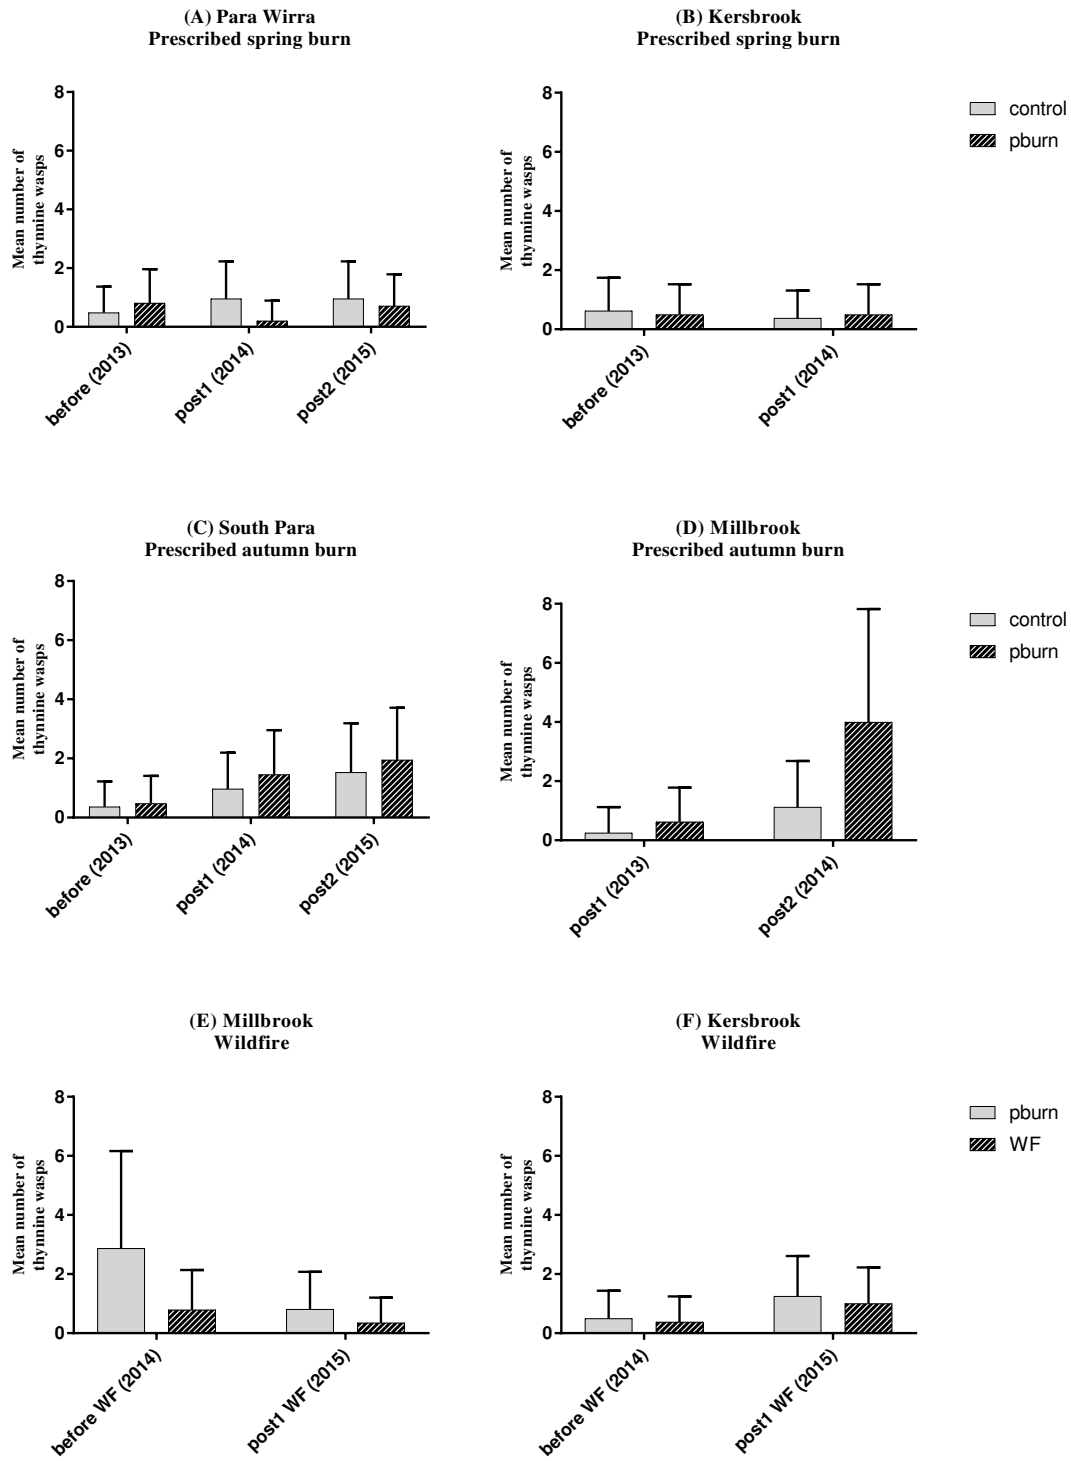 (A) Para Wirra
Prescribed spring burn
Mean number of
thynnine wasps
8
6
4
2
0
before (2013)
post1 (2014)
post2 (2015)
(B) Kersbrook
Prescribed spring burn
Mean number of
thynnine wasps
8
6
4
2
0
before (2013)
post1 (2014)
control
pburn
(C) South Para
Prescribed autumn burn
Mean number of
thynnine wasps
8
6
4
2
0
before (2013)
post1 (2014)
post2 (2015)
(D) Millbrook
Prescribed autumn burn
Mean number of
thynnine wasps
8
6
4
2
0
post1 (2013)
post2 (2014)
control
pburn
(E) Millbrook
Wildfire
Mean number of
thynnine wasps
8
6
4
2
0
before WF (2014)
post1 WF (2015)
(F) Kersbrook
Wildfire
Mean number of
thynnine wasps
8
6
4
2
0
before WF (2014)
post1 WF (2015)
pburn
WF